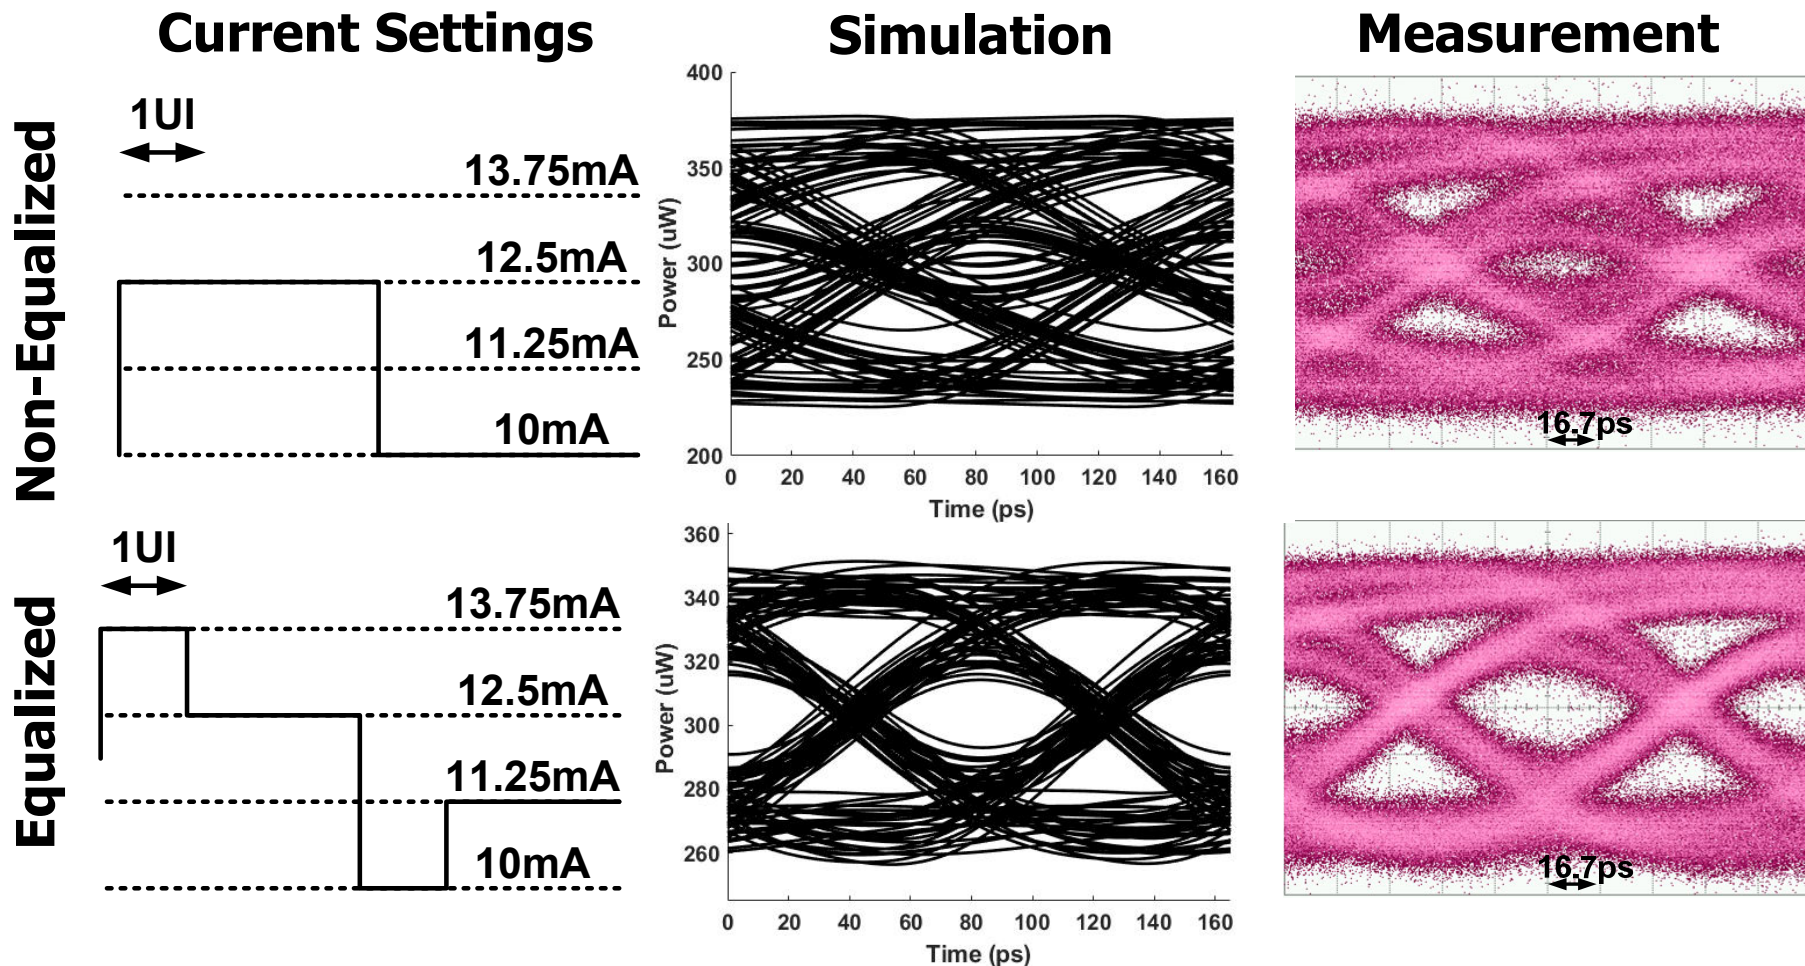 Current Settings
Simulation
Measurement
Non-Equalized
1UI
13.75mA
12.5mA
11.25mA
10mA
Power (uW)
400
350
300
250
200
0 20 40 60 80 100 120 140 160
Time (ps)
16.7ps
Equalized
1UI
13.75mA
12.5mA
11.25mA
10mA
Power (uW)
360
340
320
300
280
260
0 20 40 60 80 100 120 140 160
Time (ps)
16.7ps